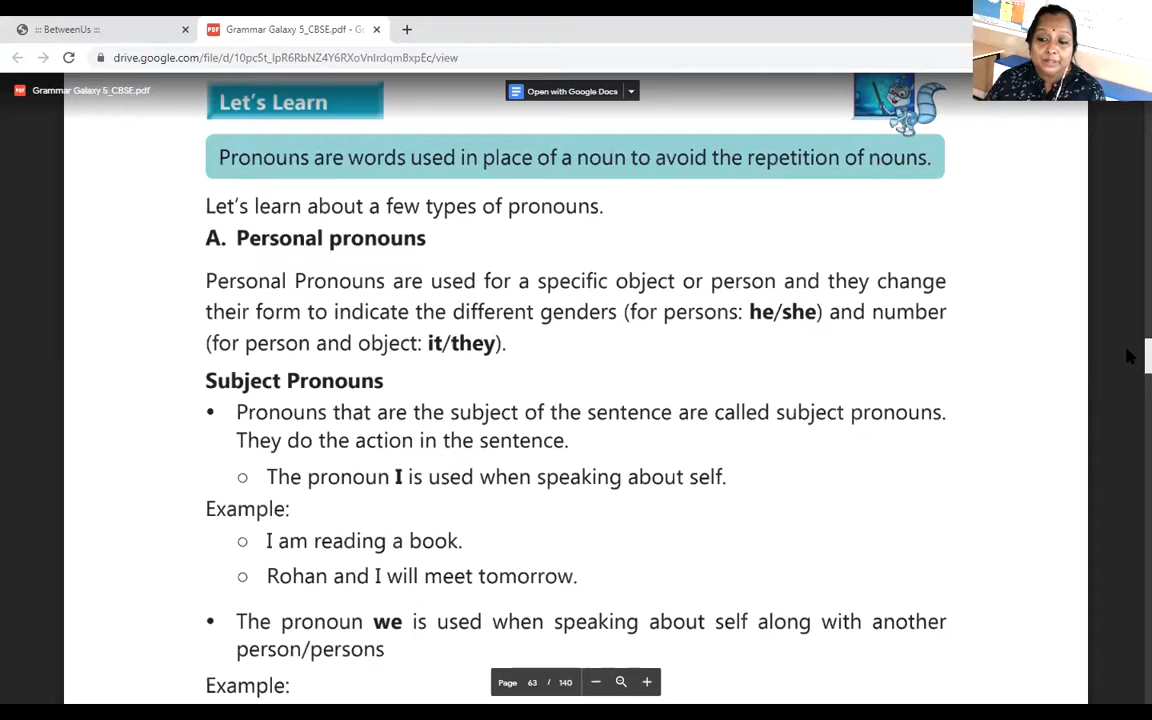 ::: BetweenUs :::
Grammar Galaxy 5_CBSE.pdf - Go
drive.google.com/file/d/10pc5t_IpR6RbNZ4Y6RXoVnIrdqmBxpEc/view
Grammar Galaxy 5_CBSE.pdf
Open with Google Docs
Let's Learn
Pronouns are words used in place of a noun to avoid the repetition of nouns.
Let's learn about a few types of pronouns.
A. Personal pronouns
Personal Pronouns are used for a specific object or person and they change
their form to indicate the different genders (for persons: he/she) and number
(for person and object: it/they).
Subject Pronouns
• Pronouns that are the subject of the sentence are called subject pronouns.
They do the action in the sentence.
○ The pronoun I is used when speaking about self.
Example:
○ I am reading a book.
○ Rohan and I will meet tomorrow.
• The pronoun we is used when speaking about self along with another
person/persons
Example:
Page 63 / 140